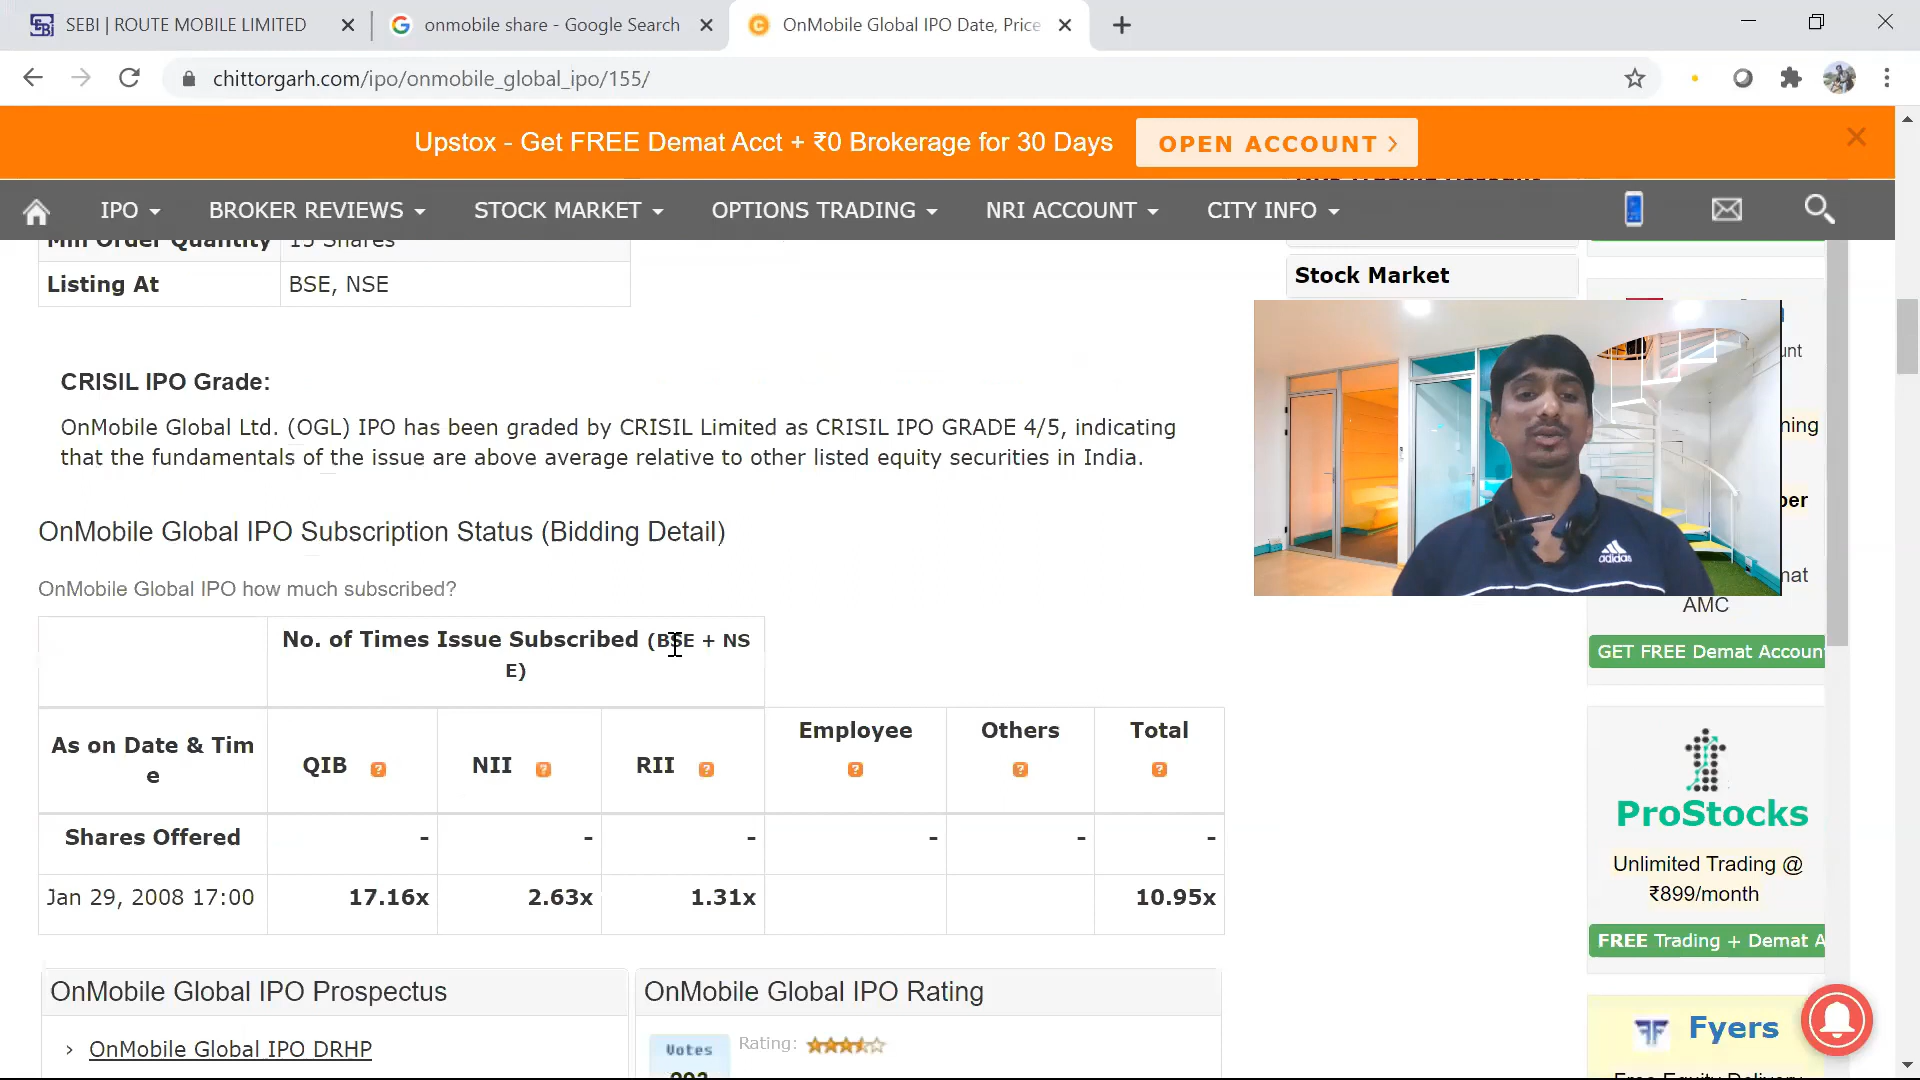 SEBI | ROUTE MOBILE LIMITED
onmobile share - Google Search
OnMobile Global IPO Date, Price
chittorgarh.com/ipo/onmobile_global_ipo/155/
Upstox - Get FREE Demat Acct + ₹0 Brokerage for 30 Days
OPEN ACCOUNT >
IPO
BROKER REVIEWS
STOCK MARKET
OPTIONS TRADING
NRI ACCOUNT
CITY INFO
Min Order Quantity 15 Shares
Listing At BSE, NSE
Stock Market
CRISIL IPO Grade:
OnMobile Global Ltd. (OGL) IPO has been graded by CRISIL Limited as CRISIL IPO GRADE 4/5, indicating
that the fundamentals of the issue are above average relative to other listed equity securities in India.
OnMobile Global IPO Subscription Status (Bidding Detail)
OnMobile Global IPO how much subscribed?
No. of Times Issue Subscribed (BSE + NS
E)
As on Date & Tim
e
QIB ?
NII ?
RII ?
Employee ?
Others ?
Total ?
Shares Offered - - - - - -
Jan 29, 2008 17:00 17.16x 2.63x 1.31x 10.95x
OnMobile Global IPO Prospectus
› OnMobile Global IPO DRHP
OnMobile Global IPO Rating
Votes
Rating:
adidas
AMC
GET FREE Demat Accoun
ProStocks
Unlimited Trading @
₹899/month
FREE Trading + Demat A
Fyers